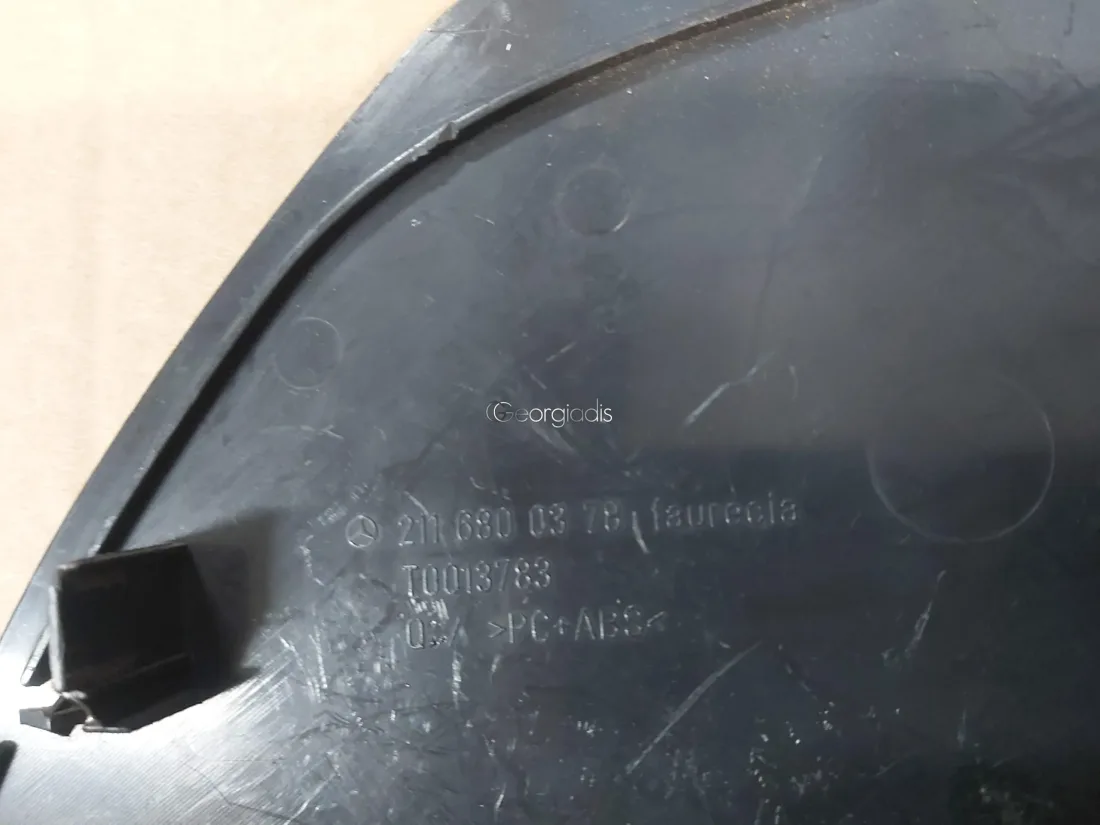 Georgiadis
211 680 03 78 faurecia
T0013783
>PC+ABS<